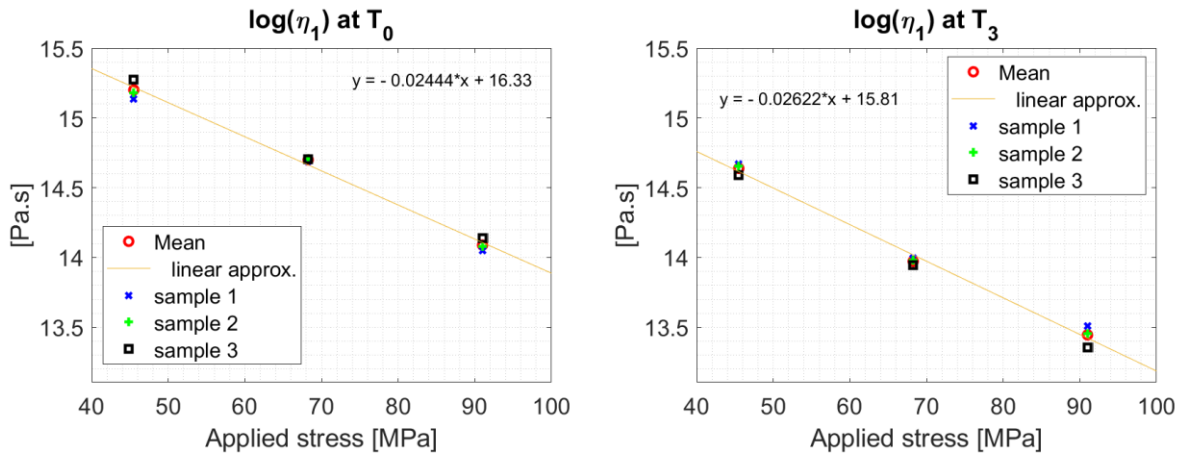 log(η₁) at T₀
15.5
15
14.5
14
13.5
[Pa.s]
y = - 0.02444*x + 16.33
Mean
linear approx.
sample 1
sample 2
sample 3
40 50 60 70 80 90 100
Applied stress [MPa]
log(η₁) at T₃
15.5
15
14.5
14
13.5
[Pa.s]
y = - 0.02622*x + 15.81
Mean
linear approx.
sample 1
sample 2
sample 3
40 50 60 70 80 90 100
Applied stress [MPa]